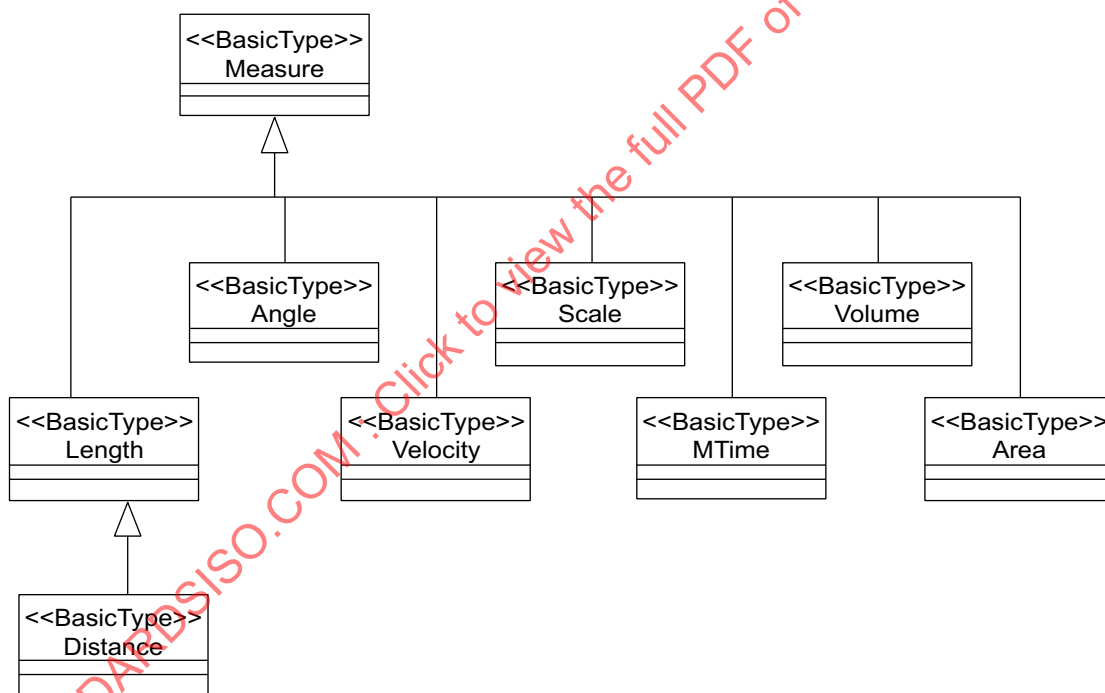 <<BasicType>>
Measure
<<BasicType>>
Angle
<<BasicType>>
Scale
<<BasicType>>
Volume
<<BasicType>>
Length
<<BasicType>>
Velocity
<<BasicType>>
MTime
<<BasicType>>
Area
<<BasicType>>
Distance
DARDSISO.COM : Click to view the full PDF of